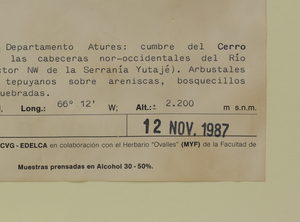 Departamento Atures: cumbre del Cerro
las cabeceras nor-occidentales del Río
ctor NW de la Serranía Yutajé). Arbustales
tepuyanos sobre areniscas, bosquecillos
uebradas.
Long.: 66° 12' W; Alt.:± 2.200 m s.n.m.
12 NOV. 1987
CVG - EDELCA en colaboración con el Herbario "Ovalles" (MYF) de la Facultad de
Muestras prensadas en Alcohol 30 - 50%.